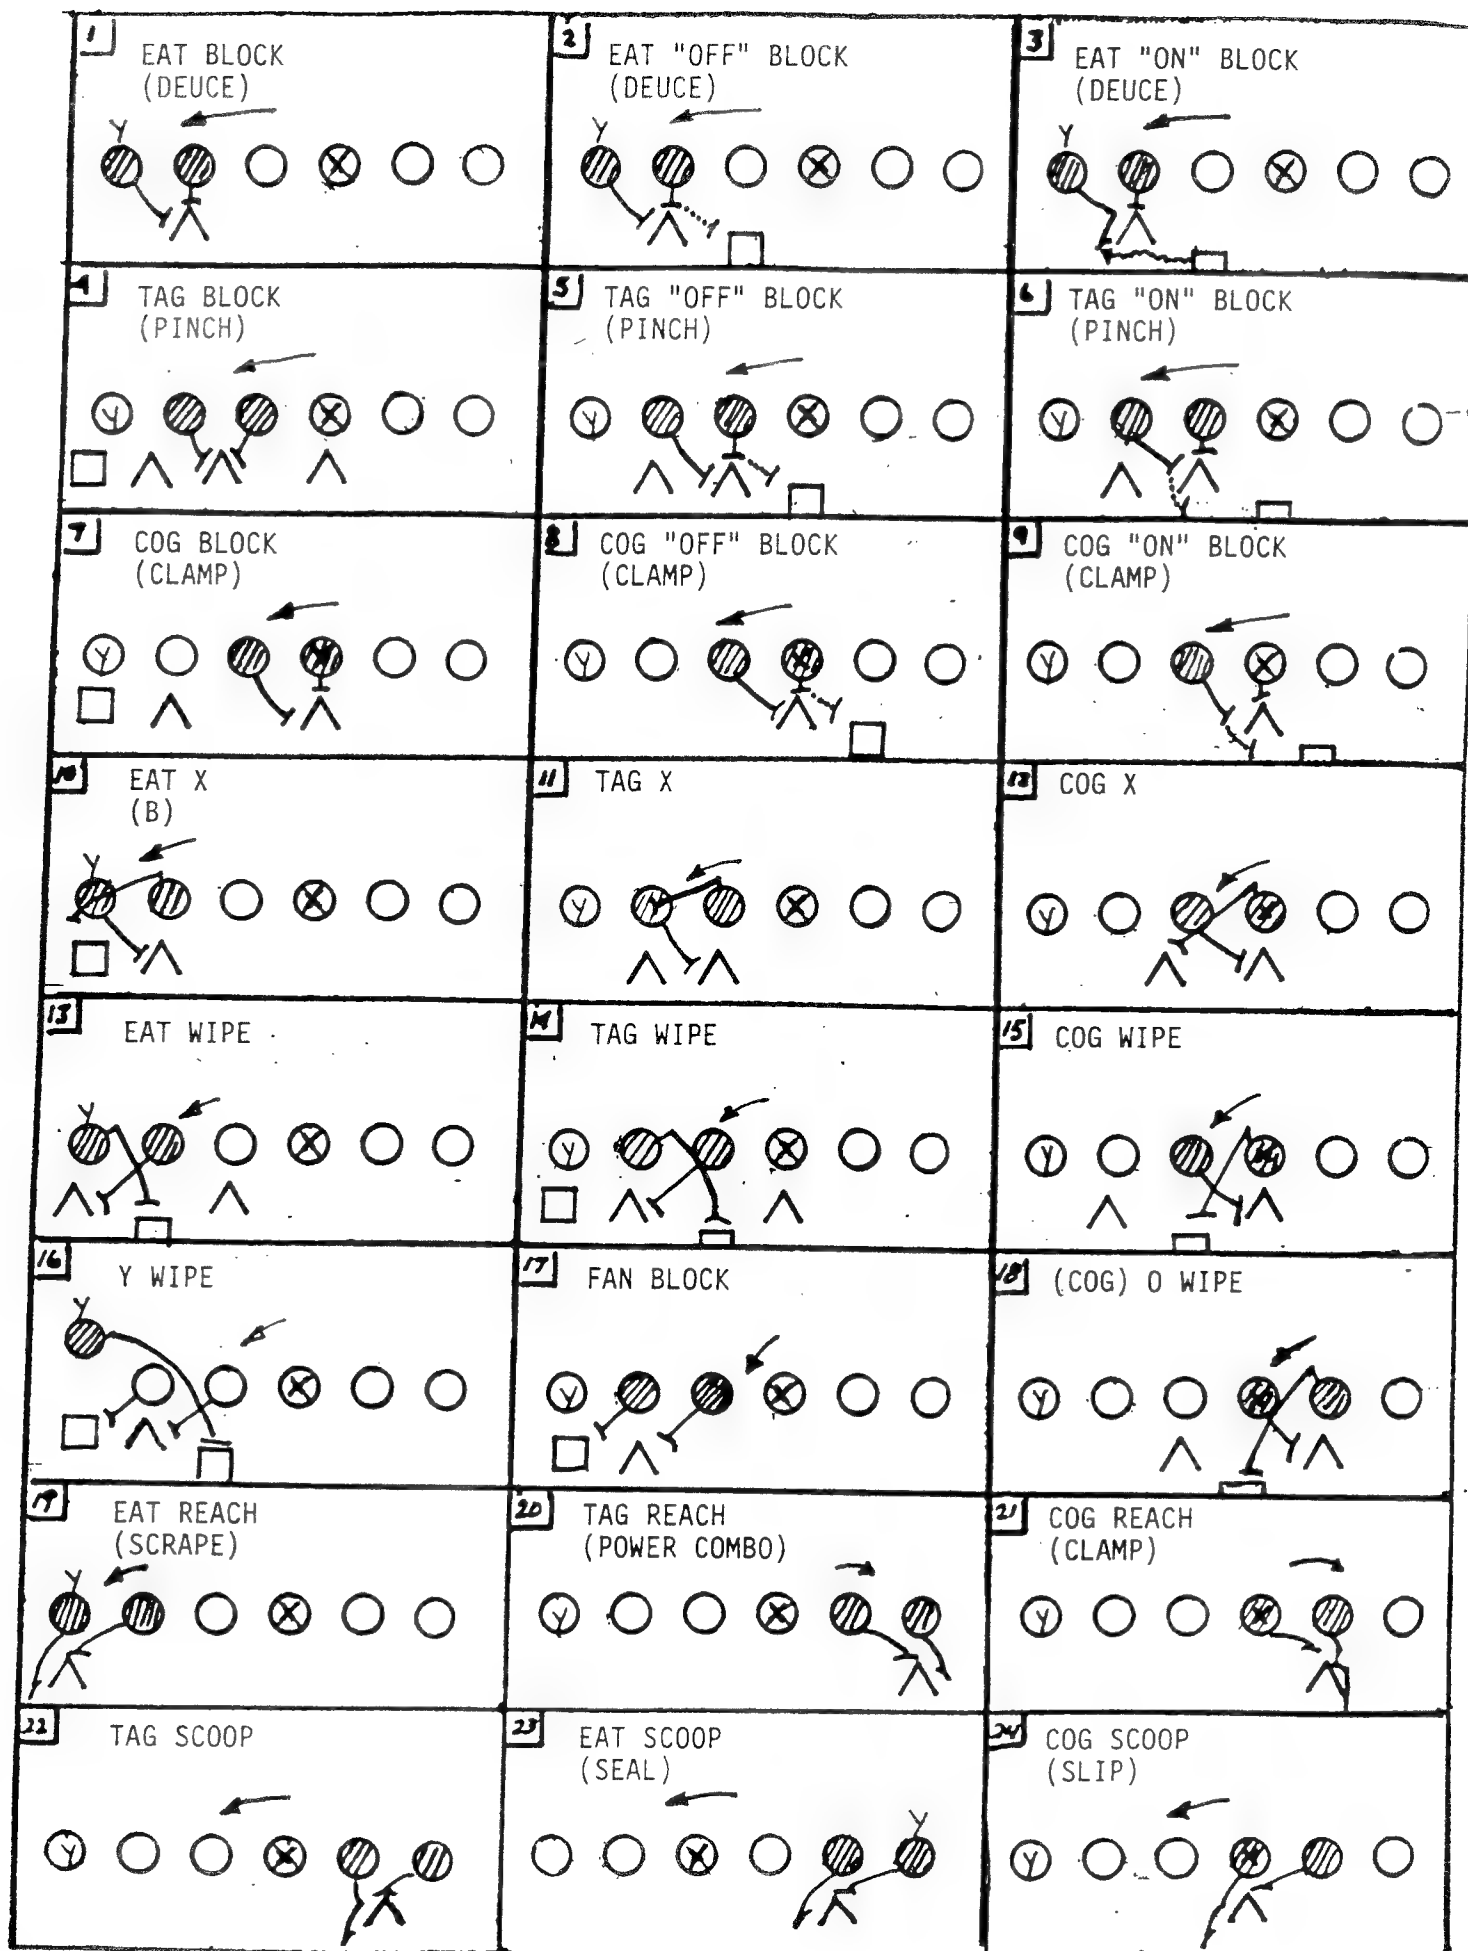 1
EAT BLOCK
(DEUCE)
Y
2
EAT "OFF" BLOCK
(DEUCE)
Y
3
EAT "ON" BLOCK
(DEUCE)
Y
4
TAG BLOCK
(PINCH)
Y
5
TAG "OFF" BLOCK
(PINCH)
Y
6
TAG "ON" BLOCK
(PINCH)
Y
7
COG BLOCK
(CLAMP)
Y
8
COG "OFF" BLOCK
(CLAMP)
Y
9
COG "ON" BLOCK
(CLAMP)
Y
10
EAT X
(B)
Y
11
TAG X
Y
12
COG X
Y
13
EAT WIPE
Y
14
TAG WIPE
Y
15
COG WIPE
Y
16
Y WIPE
Y
17
FAN BLOCK
Y
18
(COG) O WIPE
Y
19
EAT REACH
(SCRAPE)
Y
20
TAG REACH
(POWER COMBO)
Y
21
COG REACH
(CLAMP)
Y
22
TAG SCOOP
Y
23
EAT SCOOP
(SEAL)
Y
24
COG SCOOP
(SLIP)
Y